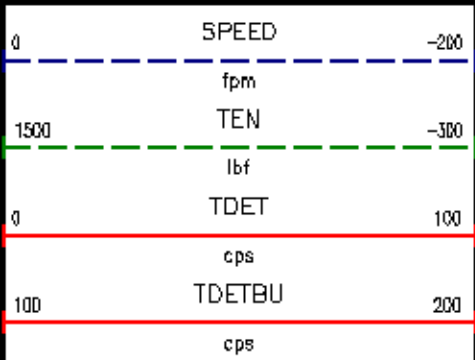 SPEED
0 -200
fpm
TEN
1500 -300
lbf
TDET
0 100
cps
TDETBU
100 200
cps